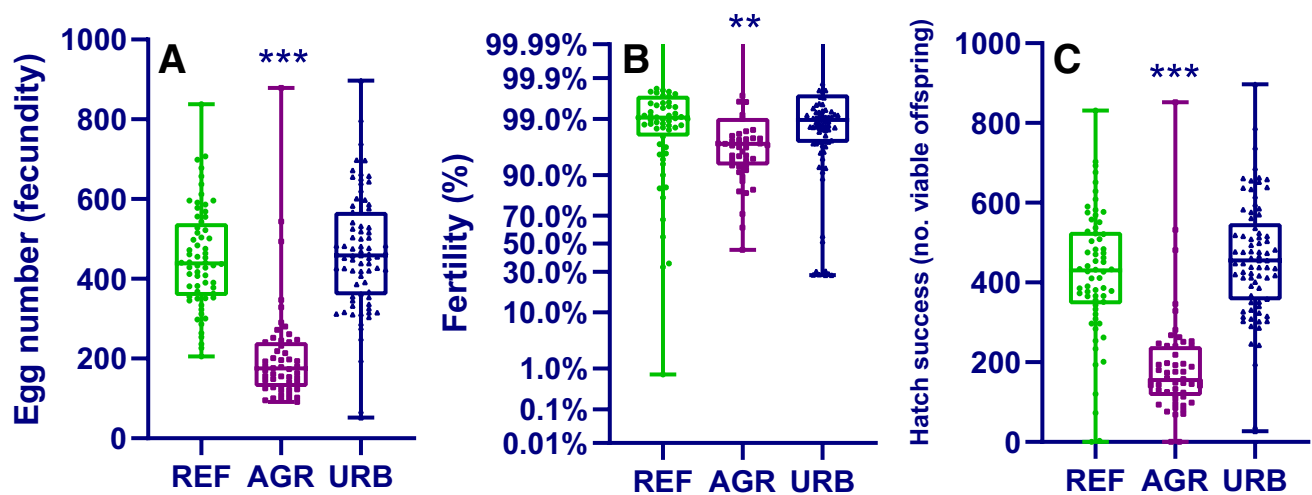 A
***
Egg number (fecundity)
1000
800
600
400
200
0
REF AGR URB
B
**
Fertility (%)
99.99%
99.9%
99.0%
90.0%
70.0%
50.0%
30.0%
10.0%
1.0%
0.1%
0.01%
REF AGR URB
C
***
Hatch success (no. viable offspring)
1000
800
600
400
200
0
REF AGR URB